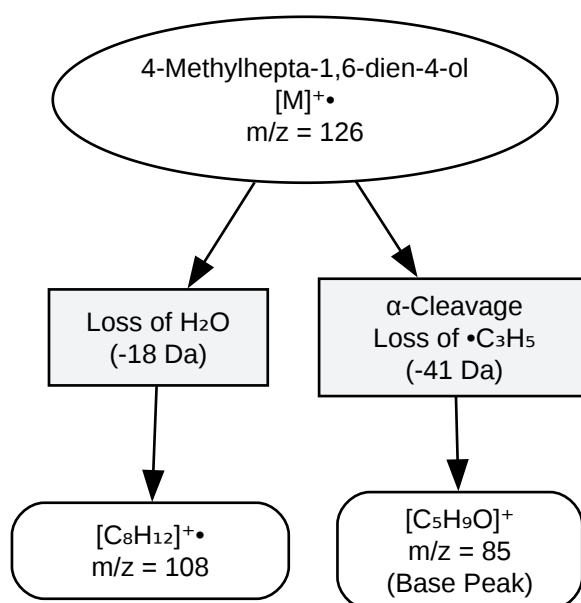 4-Methylhepta-1,6-dien-4-ol
[M]⁺•
m/z = 126
Loss of H₂O
(-18 Da)
α-Cleavage
Loss of •C₃H₅
(-41 Da)
[C₈H₁₂]⁺•
m/z = 108
[C₅H₉O]⁺
m/z = 85
(Base Peak)